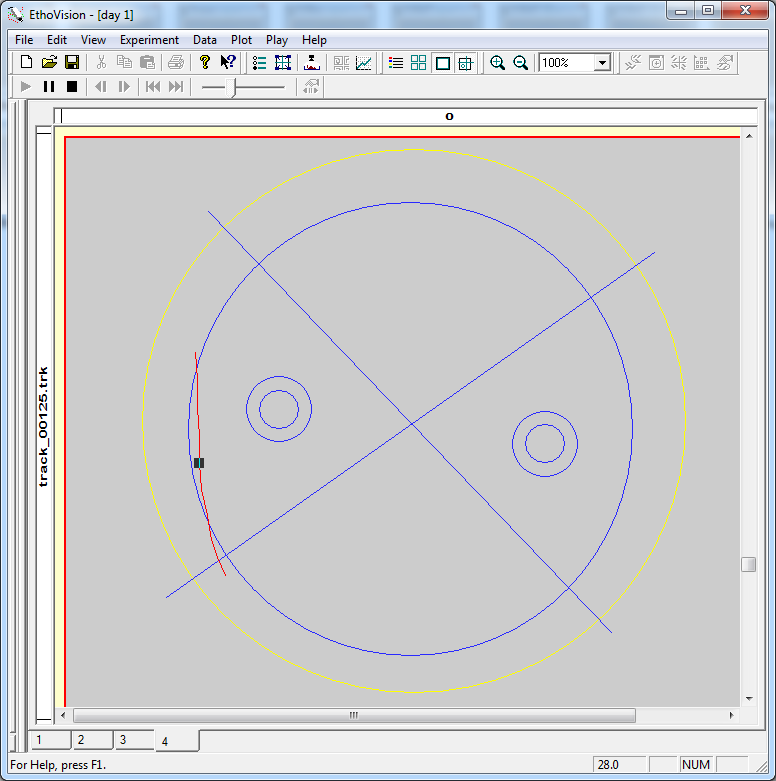 EthoVision - [day 1]
File Edit View Experiment Data Plot Play Help
100%
o
track_00125.trk
1 2 3 4
For Help, press F1.
28.0 NUM